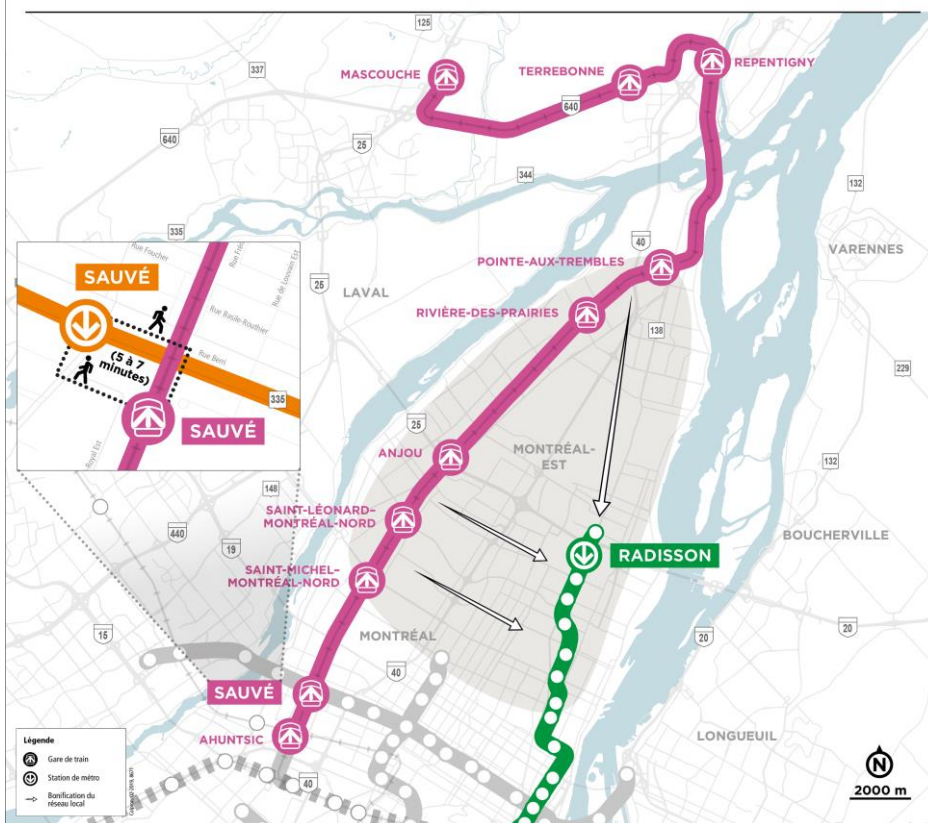 125
337
MASCOUCHE
TERREBONNE
REPENTIGNY
640
640
25
344
132
335
40
VARENNES
POINTE-AUX-TREMBLES
Rue Foucher
Rue de Louvain Est
SAUVÉ
25
LAVAL
RIVIÈRE-DES-PRAIRIES
Rue Basile-Routhier
138
(5 à 7
minutes)
Rue Berri
229
335
SAUVÉ
25
ANJOU
MONTRÉAL-
EST
132
148
SAINT-LÉONARD–
MONTRÉAL-NORD
440
19
BOUCHERVILLE
RADISSON
SAINT-MICHEL–
MONTRÉAL-NORD
15
MONTRÉAL
20
20
40
SAUVÉ
AHUNTSIC
LONGUEUIL
Légende
Gare de train
Station de métro
Bonification du
réseau local
40
N
2000 m